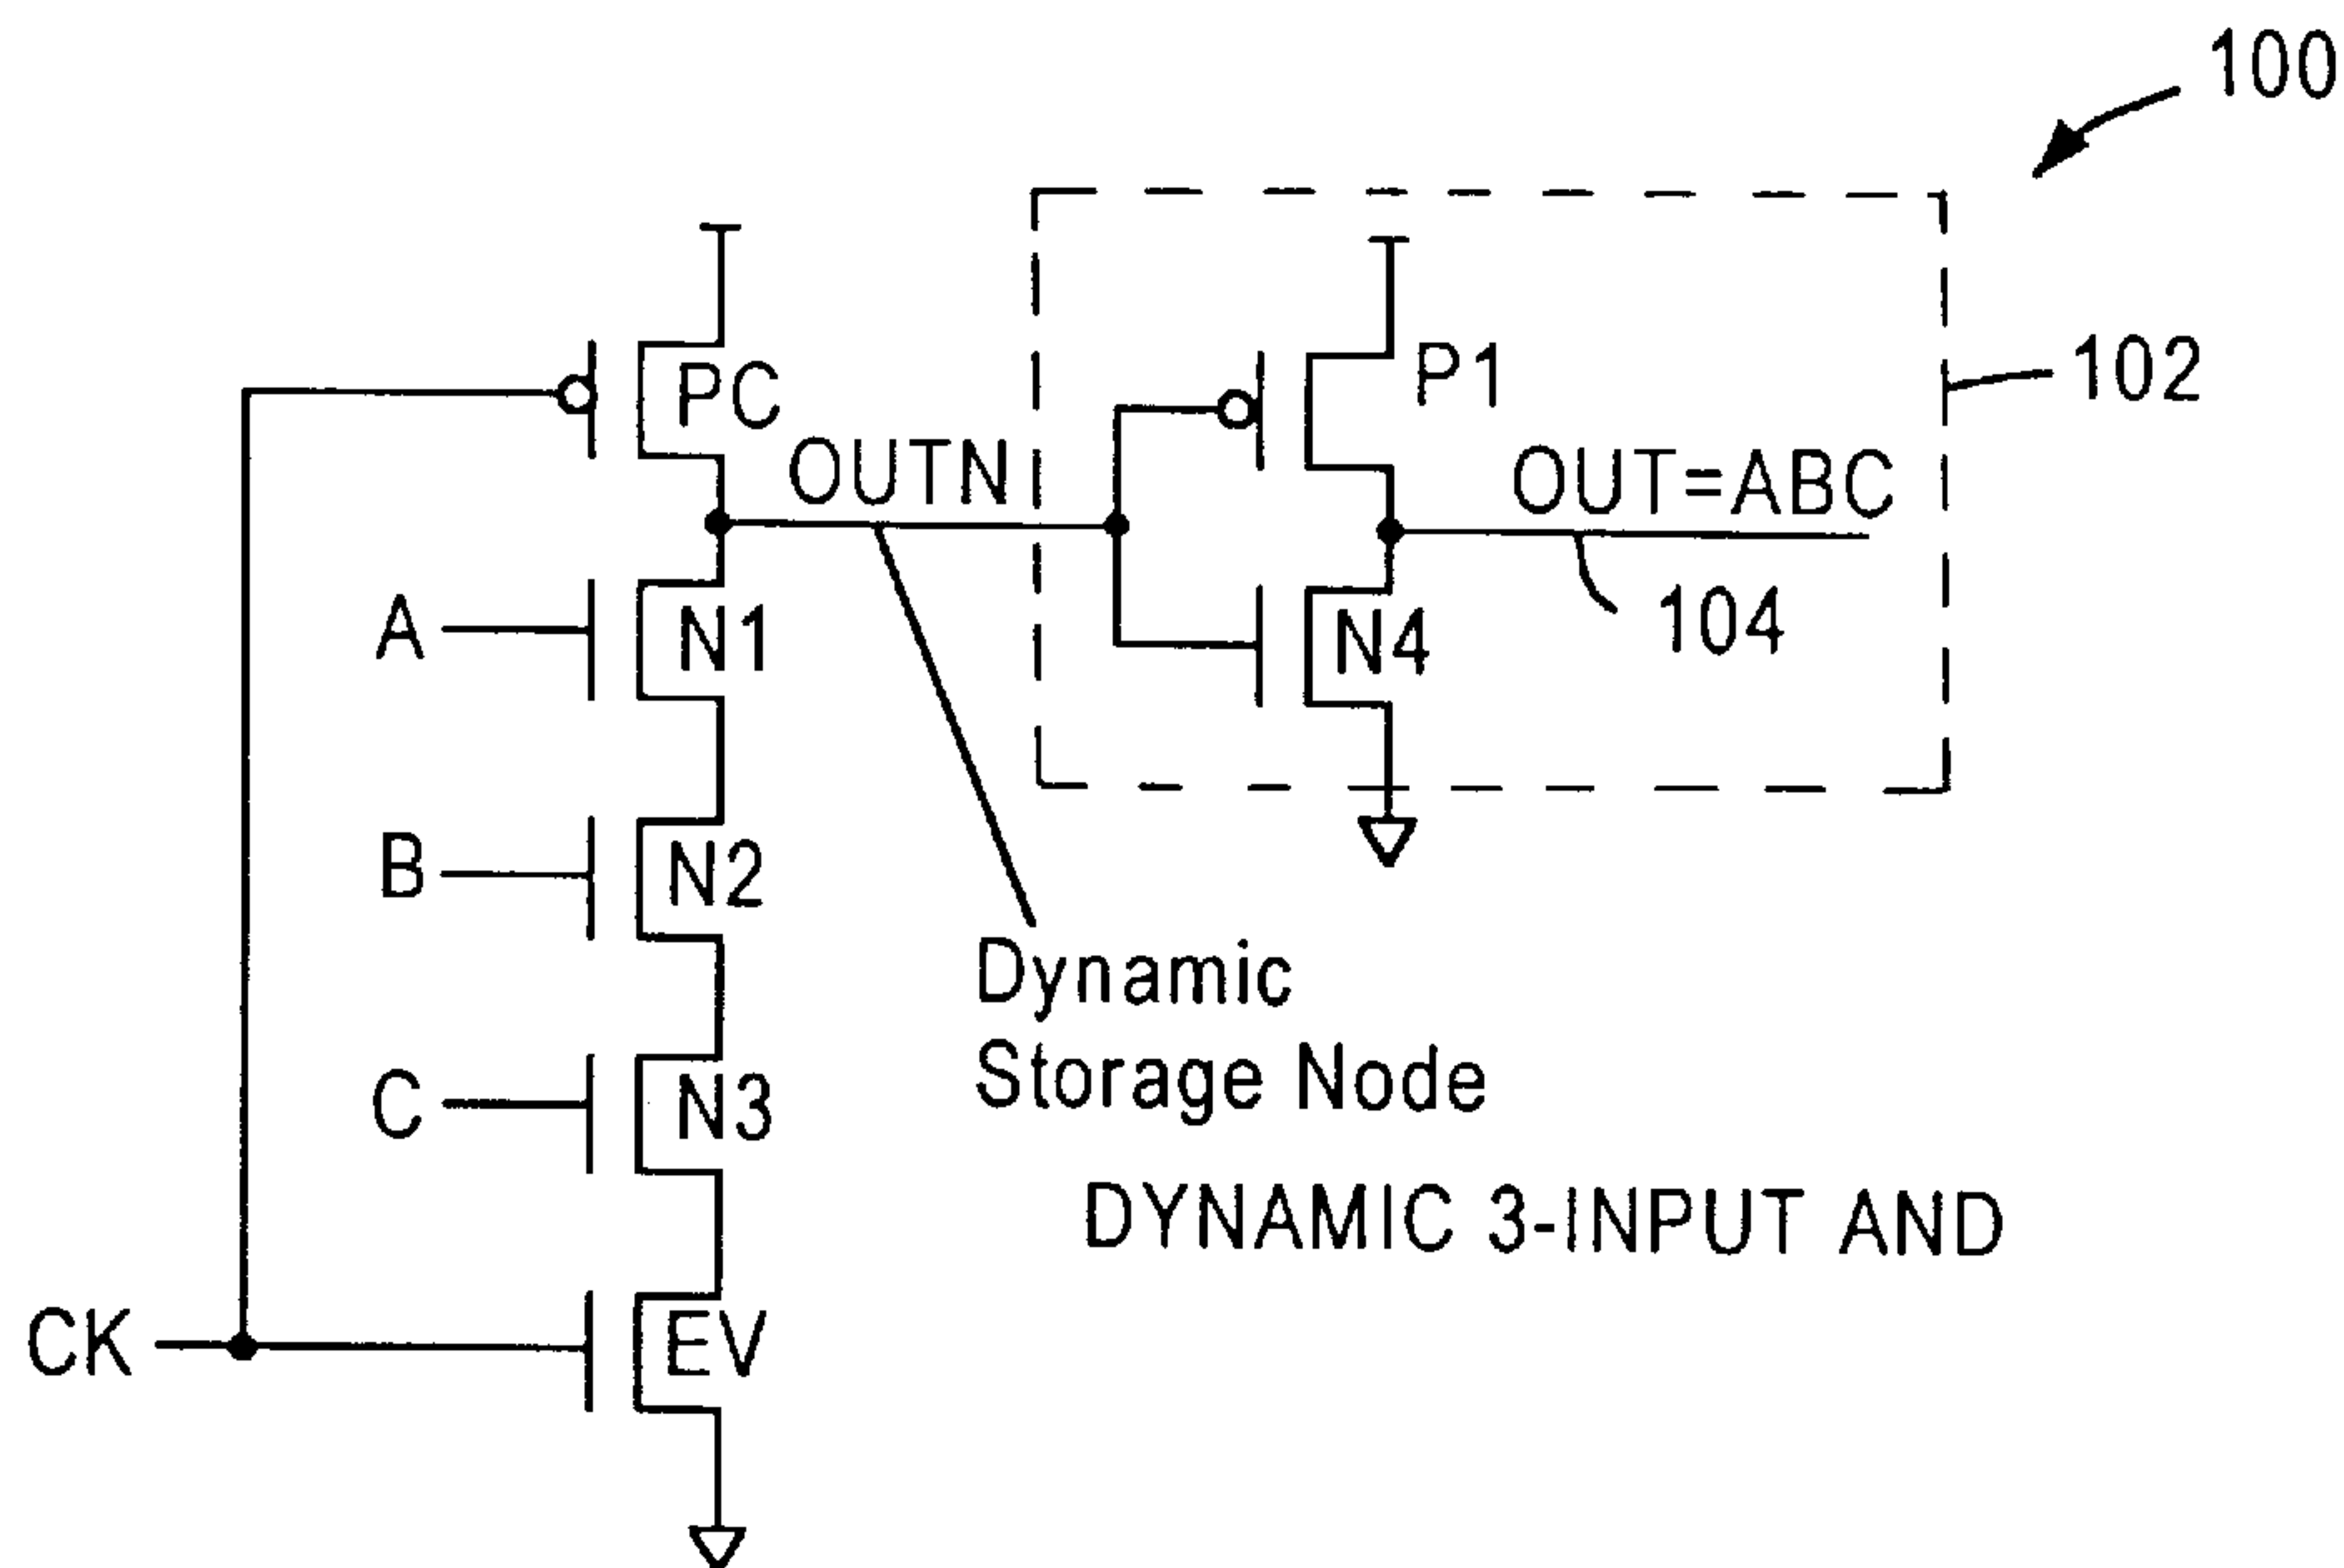 100
102
PC
P1
OUTN
OUT=ABC
A
N1
N4
104
B
N2
Dynamic
Storage Node
C
N3
DYNAMIC 3-INPUT AND
CK
EV